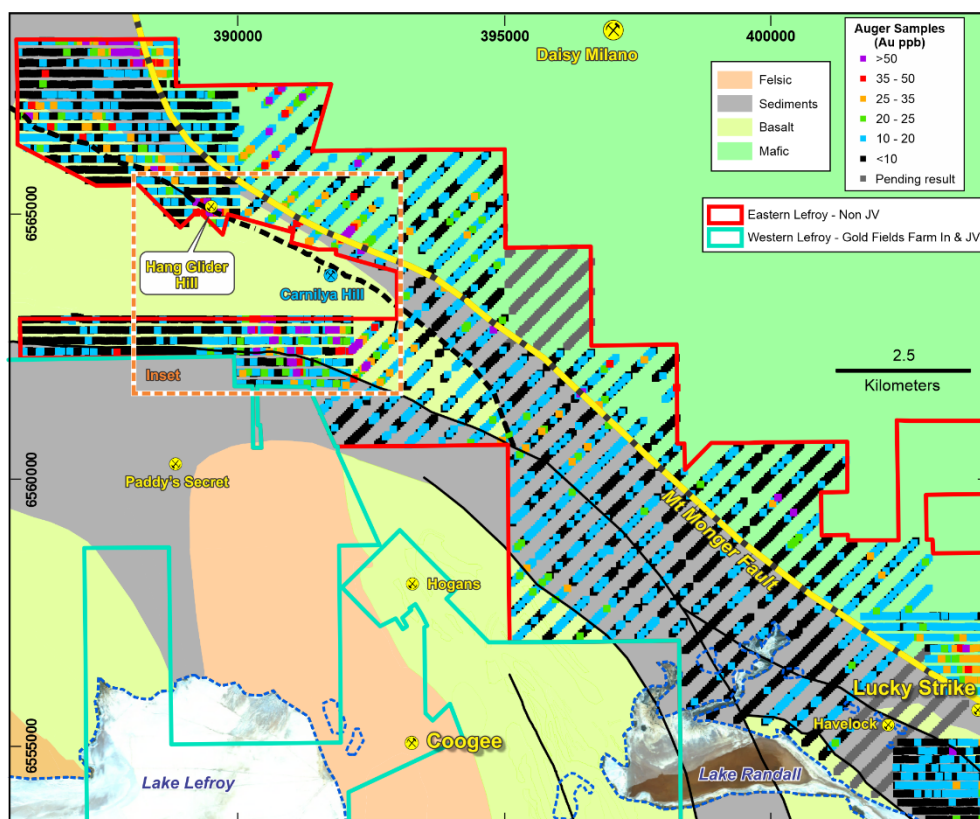 390000
395000
400000
Daisy Milano
Auger Samples
(Au ppb)
>50
35 - 50
25 - 35
20 - 25
10 - 20
<10
Pending result
Felsic
Sediments
Basalt
Mafic
Eastern Lefroy - Non JV
Western Lefroy - Gold Fields Farm In & JV
6565000
Hang Glider
Hill
Carnilya Hill
2.5
Kilometers
Inset
6560000
Paddy's Secret
Mt Monger Fault
Hogans
Lucky Strike
Havelock
6555000
Coogee
Lake Lefroy
Lake Randall